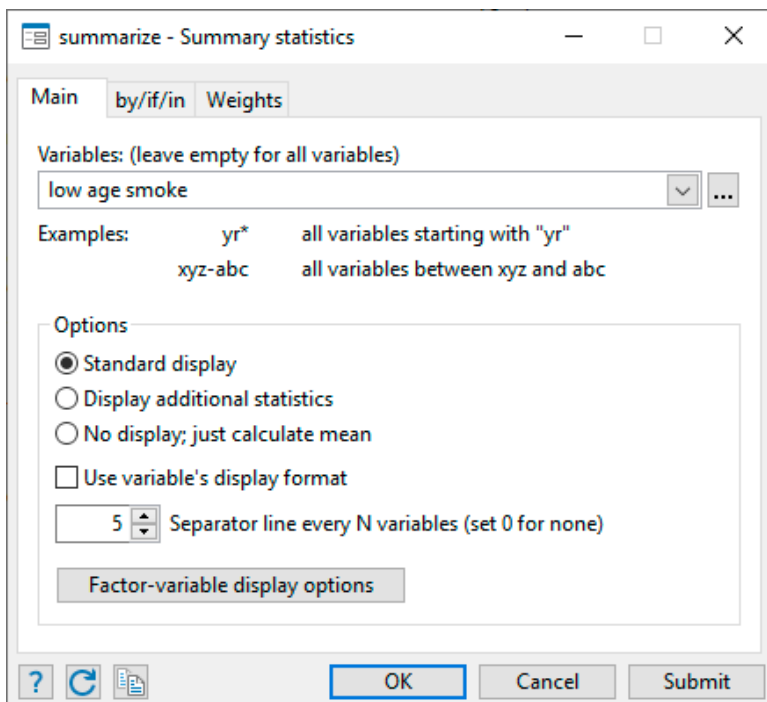 summarize - Summary statistics
Main by/if/in Weights
Variables: (leave empty for all variables)
low age smoke ...
Examples: yr* all variables starting with "yr"
xyz-abc all variables between xyz and abc
Options
Standard display
Display additional statistics
No display; just calculate mean
Use variable's display format
5 Separator line every N variables (set 0 for none)
Factor-variable display options
? OK Cancel Submit